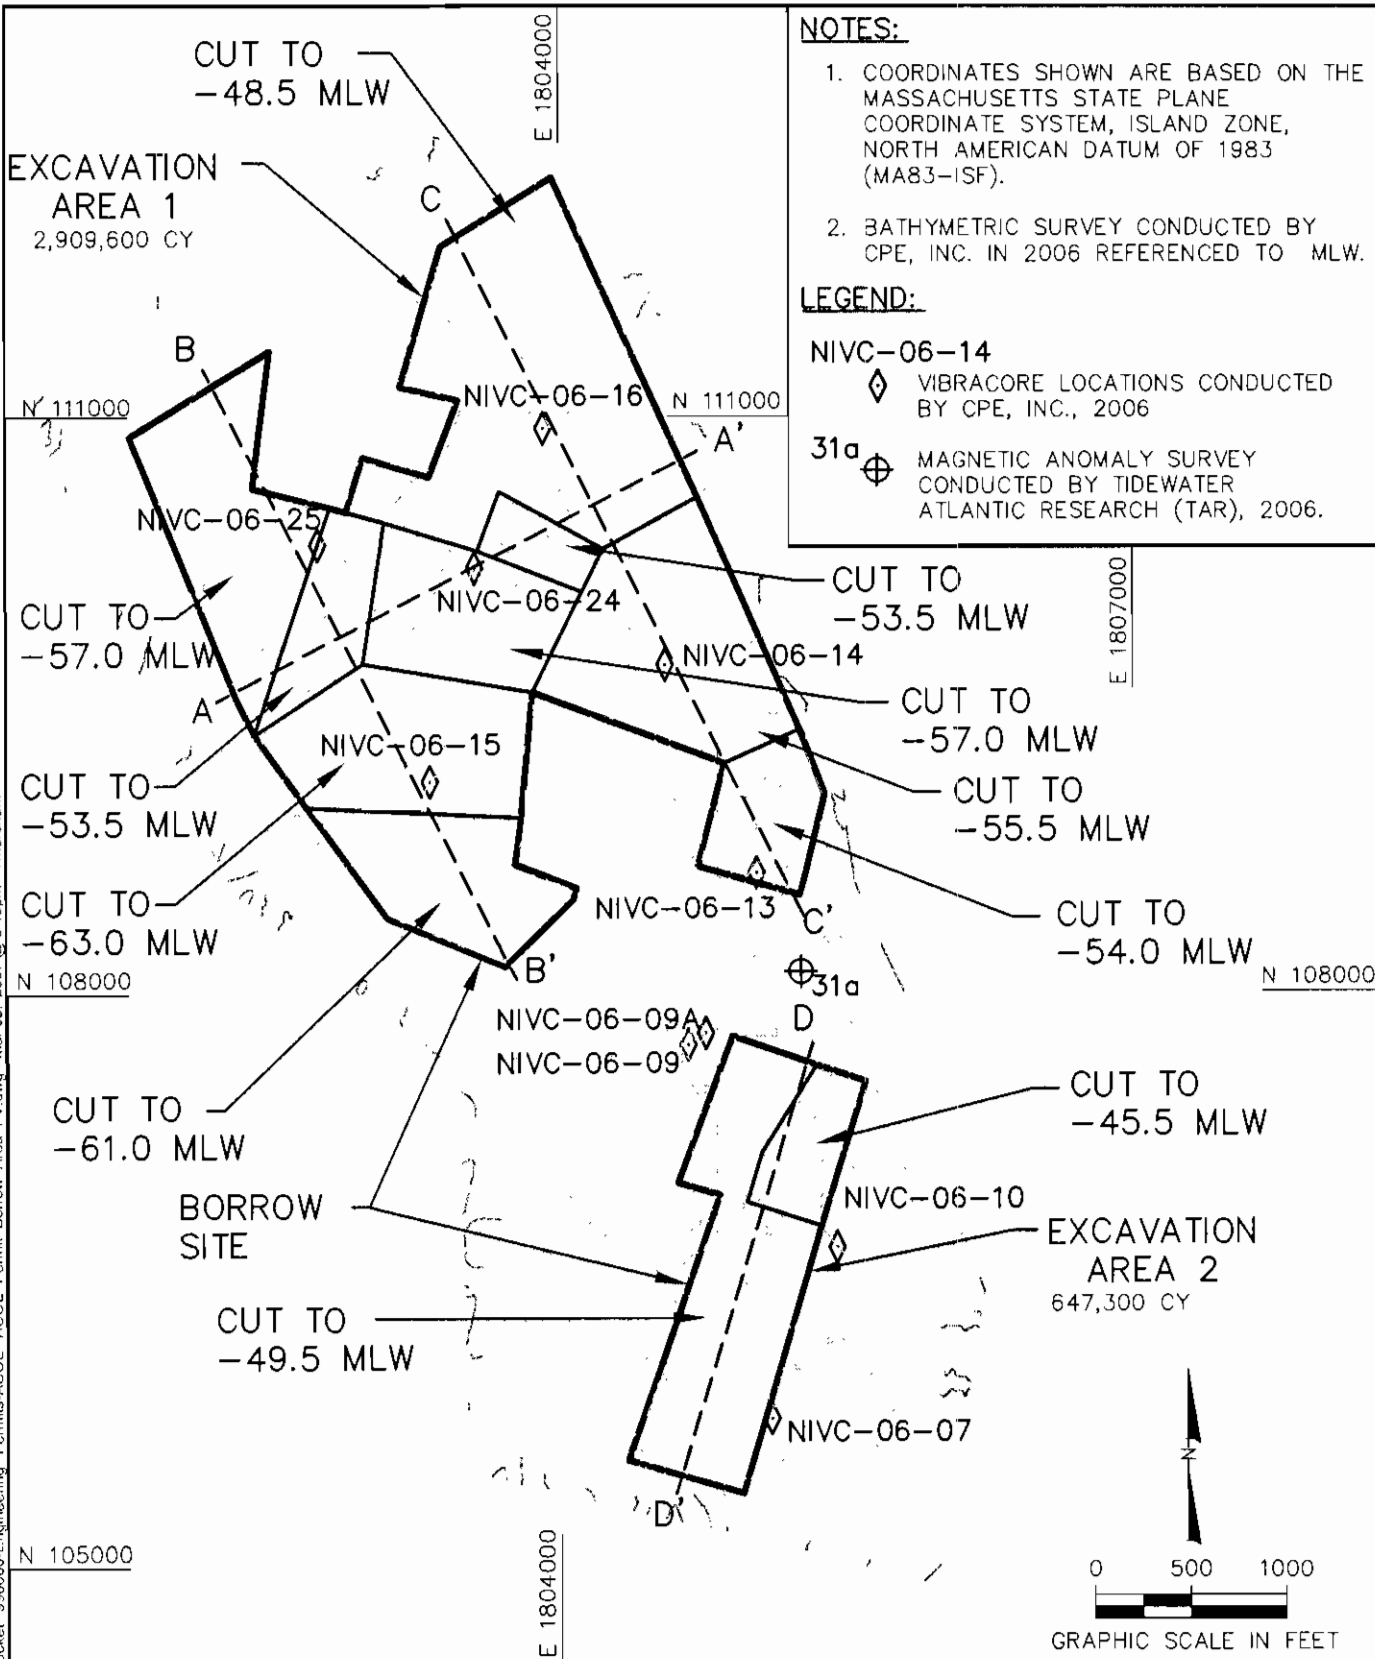 CUT TO
-48.5 MLW
E 1804000
NOTES:
1. COORDINATES SHOWN ARE BASED ON THE
MASSACHUSETTS STATE PLANE
COORDINATE SYSTEM, ISLAND ZONE,
NORTH AMERICAN DATUM OF 1983
(MA83-ISF).
2. BATHYMETRIC SURVEY CONDUCTED BY
CPE, INC. IN 2006 REFERENCED TO MLW.
LEGEND:
NIVC-06-14
VIBRACORE LOCATIONS CONDUCTED
BY CPE, INC., 2006
31a
MAGNETIC ANOMALY SURVEY
CONDUCTED BY TIDEWATER
ATLANTIC RESEARCH (TAR), 2006.
EXCAVATION
AREA 1
2,909,600 CY
C
B
N 111000
NIVC-06-16
N 111000
A'
NIVC-06-25
NIVC-06-24
CUT TO
-53.5 MLW
E 1807000
CUT TO
-57.0 MLW
NIVC-06-14
A
CUT TO
-57.0 MLW
NIVC-06-15
CUT TO
-53.5 MLW
CUT TO
-55.5 MLW
CUT TO
-63.0 MLW
NIVC-06-13
C'
CUT TO
-54.0 MLW
N 108000
B'
31a
N 108000
NIVC-06-09A
NIVC-06-09
D
CUT TO
-61.0 MLW
CUT TO
-45.5 MLW
BORROW
SITE
NIVC-06-10
EXCAVATION
AREA 2
647,300 CY
CUT TO
-49.5 MLW
NIVC-06-07
D'
N
N 105000
E 1804000
0 500 1000
GRAPHIC SCALE IN FEET